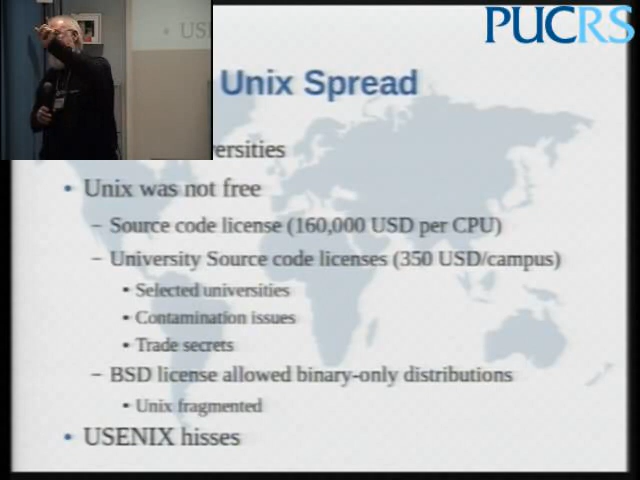 PUCRS
Unix Spread
ersities
• Unix was not free
– Source code license (160,000 USD per CPU)
– University Source code licenses (350 USD/campus)
• Selected universities
• Contamination issues
• Trade secrets
– BSD license allowed binary-only distributions
• Unix fragmented
• USENIX hisses